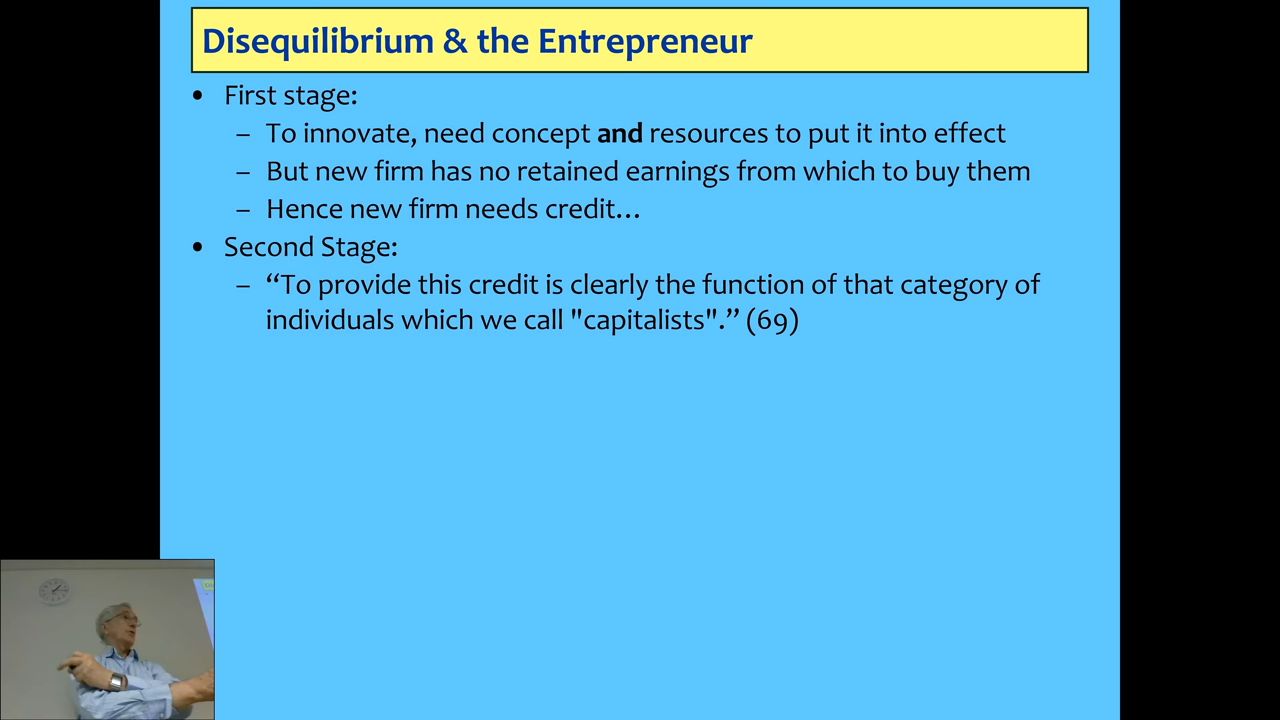 Disequilibrium & the Entrepreneur
• First stage:
– To innovate, need concept and resources to put it into effect
– But new firm has no retained earnings from which to buy them
– Hence new firm needs credit…
• Second Stage:
– “To provide this credit is clearly the function of that category of
individuals which we call "capitalists".” (69)